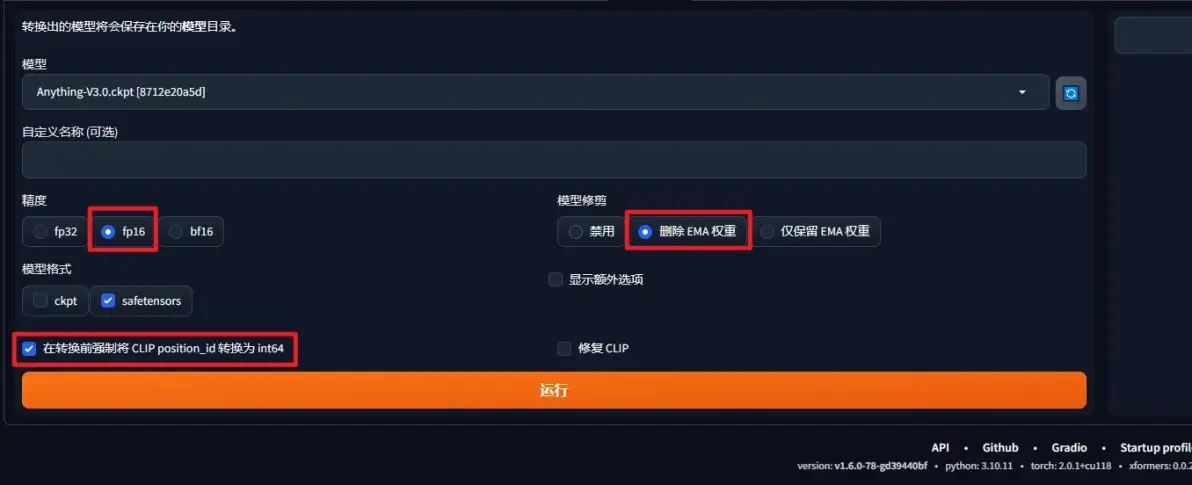 转换出的模型将会保存在你的模型目录。
模型
Anything-V3.0.ckpt [8712e20a5d]
自定义名称 (可选)
精度
模型修剪
fp32 fp16 bf16
禁用 删除 EMA 权重 仅保留 EMA 权重
模型格式
显示额外选项
ckpt safetensors
在转换前强制将 CLIP position_id 转换为 int64
修复 CLIP
运行
API • Github • Gradio • Startup profile
version: v1.6.0-78-gd39440bf • python: 3.10.11 • torch: 2.0.1+cu118 • xformers: 0.0.2